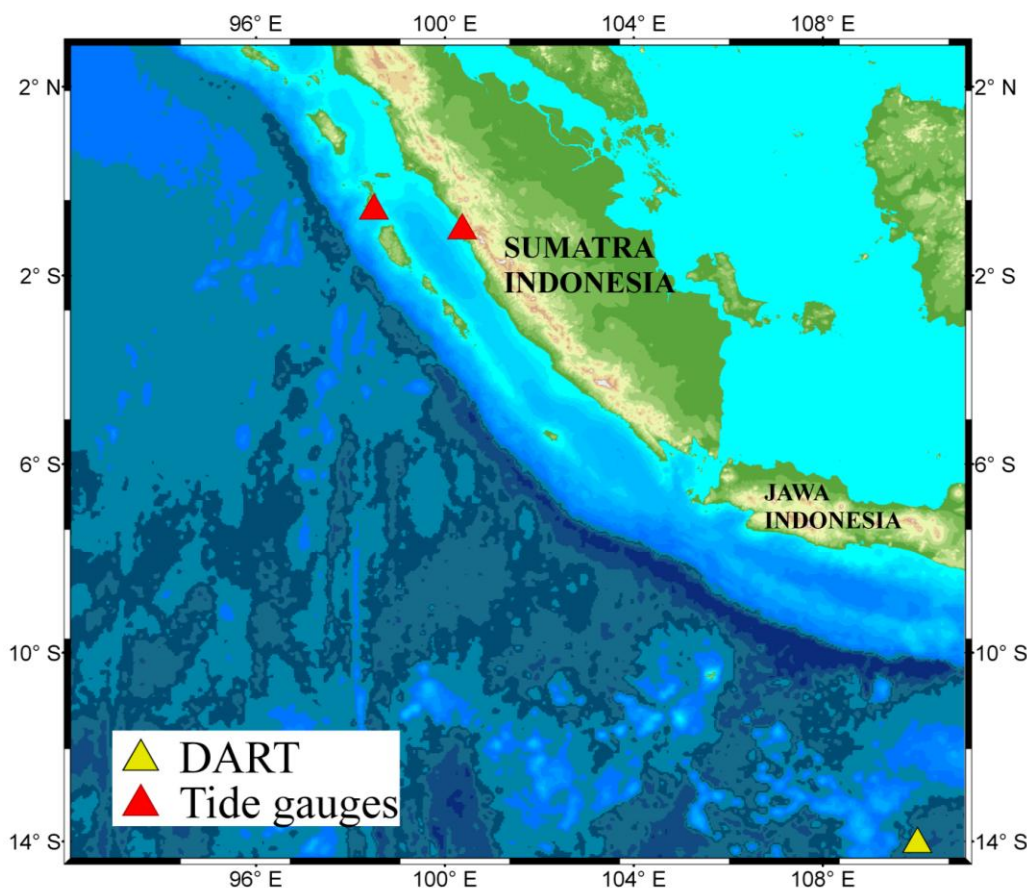 96° E 100° E 104° E 108° E
2° N 2° N
SUMATRA
INDONESIA
2° S 2° S
6° S 6° S
JAWA
INDONESIA
10° S 10° S
DART
Tide gauges
14° S 14° S
96° E 100° E 104° E 108° E